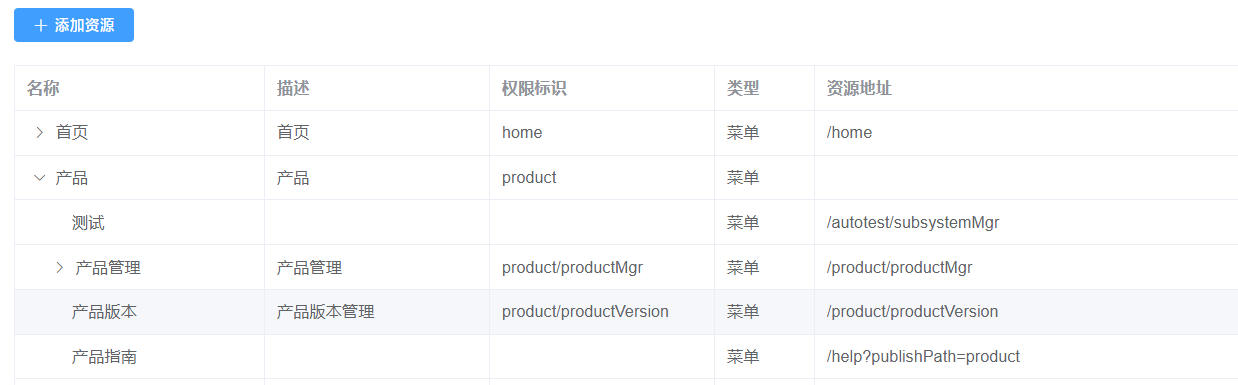 添加资源
名称 描述 权限标识 类型 资源地址
首页 首页 home 菜单 /home
产品 产品 product 菜单
测试 菜单 /autotest/subsystemMgr
产品管理 产品管理 product/productMgr 菜单 /product/productMgr
产品版本 产品版本管理 product/productVersion 菜单 /product/productVersion
产品指南 菜单 /help?publishPath=product